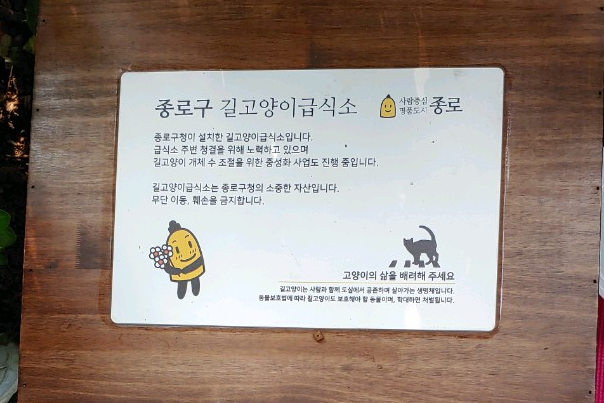 종로구 길고양이급식소
사람중심
명품도시
종로
종로구청이 설치한 길고양이급식소입니다.
급식소 주변 청결을 위해 노력하고 있으며
길고양이 개체 수 조절을 위한 중성화 사업도 진행 중입니다.
길고양이급식소는 종로구청의 소중한 자산입니다.
무단 이동, 훼손을 금지합니다.
고양이의 삶을 배려해 주세요
길고양이는 사람과 함께 도심에서 공존하며 살아가는 생명체입니다.
동물보호법에 따라 길고양이도 보호해야 할 동물이며, 학대하면 처벌됩니다.